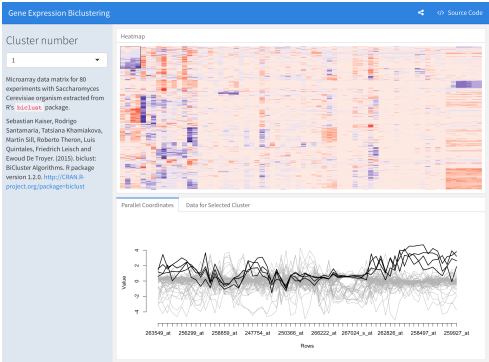 Gene Expression Biclustering
</> Source Code
Cluster number
1
Microarray data matrix for 80
experiments with Saccharomyces
Cerevisiae organism extracted from
R's biclust package.
Sebastian Kaiser, Rodrigo
Santamaria, Tatsiana Khamiakova,
Martin Sill, Roberto Theron, Luis
Quintales, Friedrich Leisch and
Ewoud De Troyer. (2015). biclust:
BiCluster Algorithms. R package
version 1.2.0. http://CRAN.R-
project.org/package=biclust
Heatmap
Parallel Coordinates
Data for Selected Cluster
Value
4
2
0
-2
-4
263549_at 256299_at 258859_at 247754_at 250366_at 266222_at 267024_s_at 262826_at 258497_at 259927_at
Rows